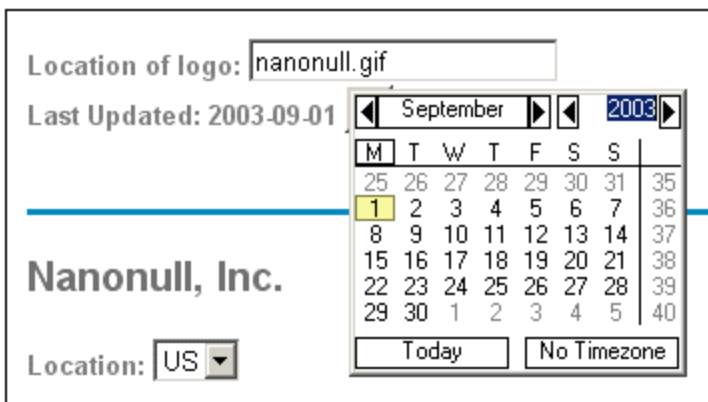 Location of logo: nanonull.gif
Last Updated: 2003-09-01
September 2003
M T W T F S S
25 26 27 28 29 30 31 35
1 2 3 4 5 6 7 36
8 9 10 11 12 13 14 37
15 16 17 18 19 20 21 38
22 23 24 25 26 27 28 39
29 30 1 2 3 4 5 40
Today No Timezone
Nanonull, Inc.
Location: US